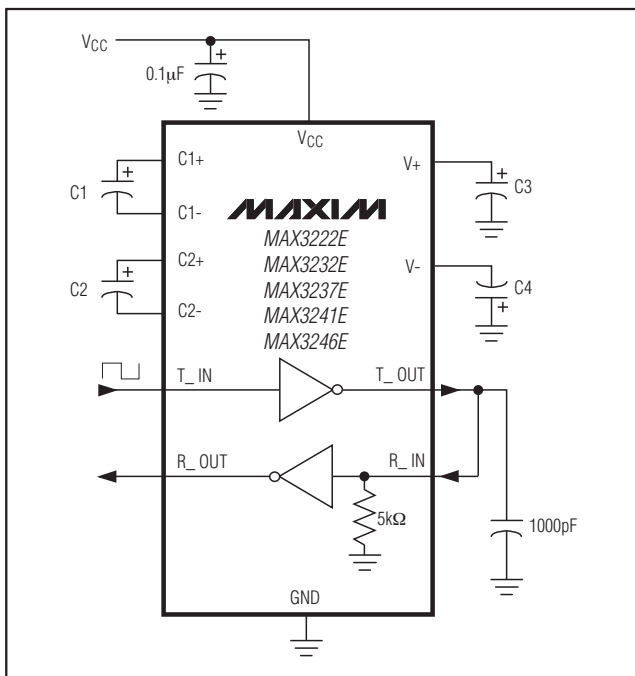 VCC
0.1µF
VCC
C1+
C1
C1-
C2+
C2
C2-
MAXIM
MAX3222E
MAX3232E
MAX3237E
MAX3241E
MAX3246E
V+
C3
V-
C4
T_ IN
T_ OUT
R_ OUT
R_ IN
5kΩ
1000pF
GND